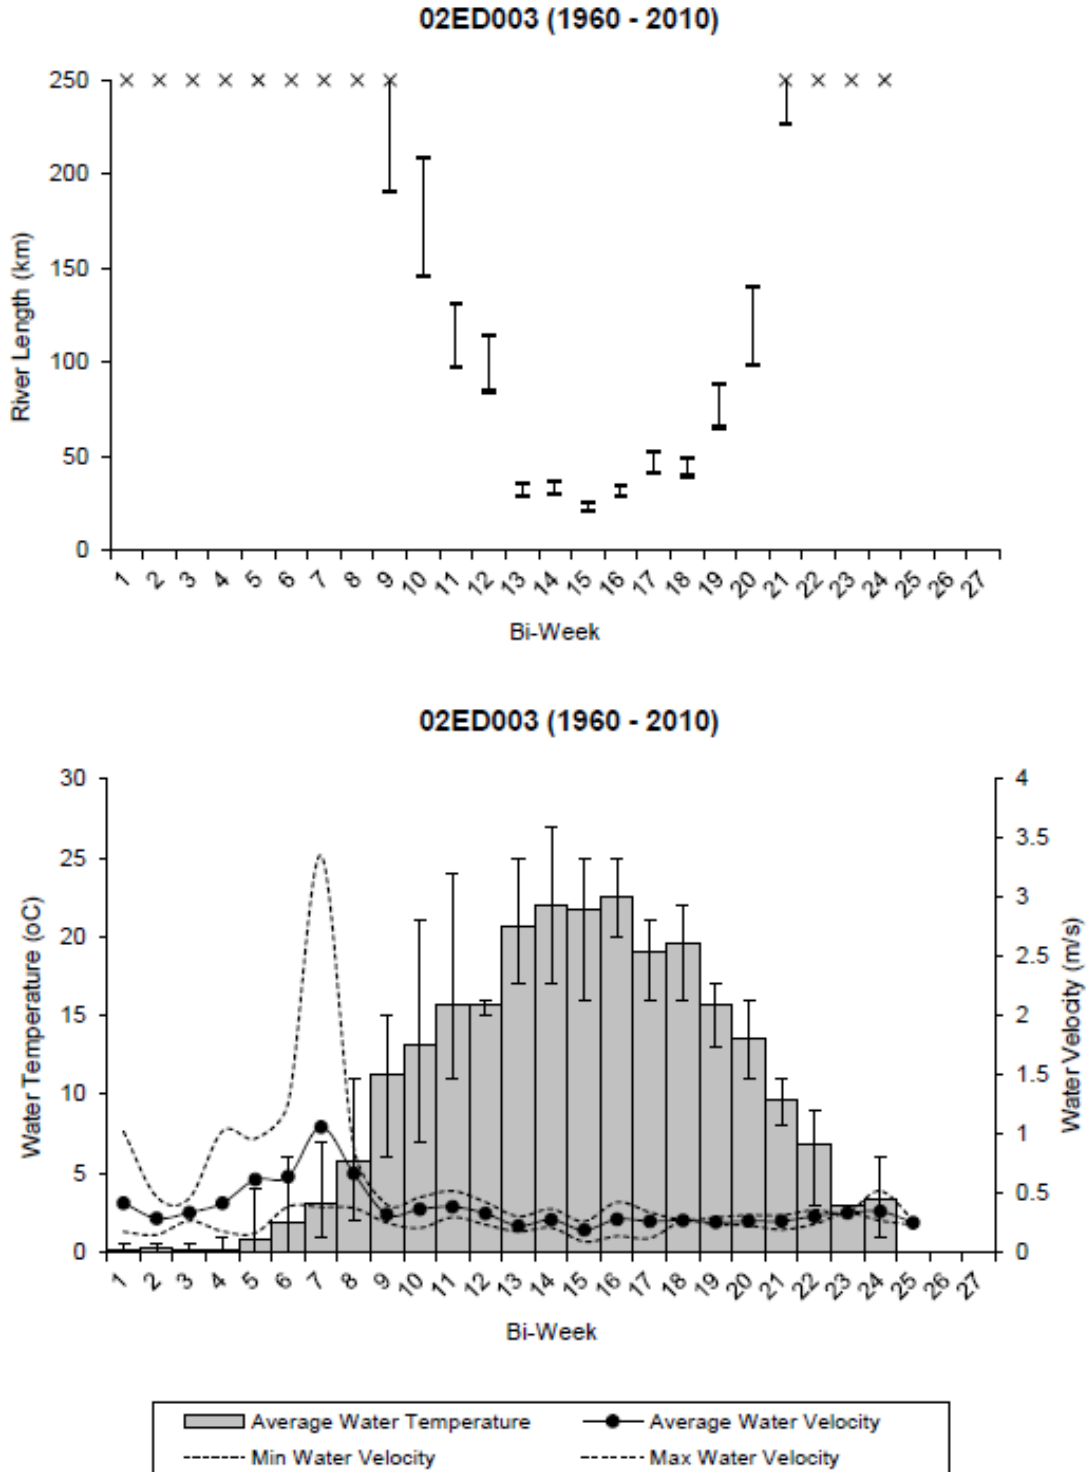 02ED003 (1960 - 2010)
250
200
150
100
50
0
River Length (km)
1 2 3 4 5 6 7 8 9 10 11 12 13 14 15 16 17 18 19 20 21 22 23 24 25 26 27
Bi-Week
02ED003 (1960 - 2010)
30
25
20
15
10
5
0
Water Temperature (oC)
4
3.5
3
2.5
2
1.5
1
0.5
0
Water Velocity (m/s)
1 2 3 4 5 6 7 8 9 10 11 12 13 14 15 16 17 18 19 20 21 22 23 24 25 26 27
Bi-Week
Average Water Temperature Average Water Velocity
Min Water Velocity Max Water Velocity